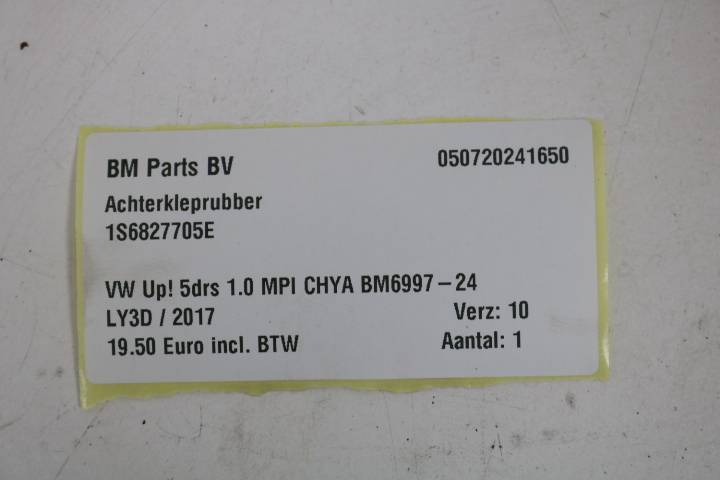 BM Parts BV 050720241650
Achterkleprubber
1S6827705E
VW Up! 5drs 1.0 MPI CHYA BM6997-24
LY3D / 2017 Verz: 10
19.50 Euro incl. BTW Aantal: 1